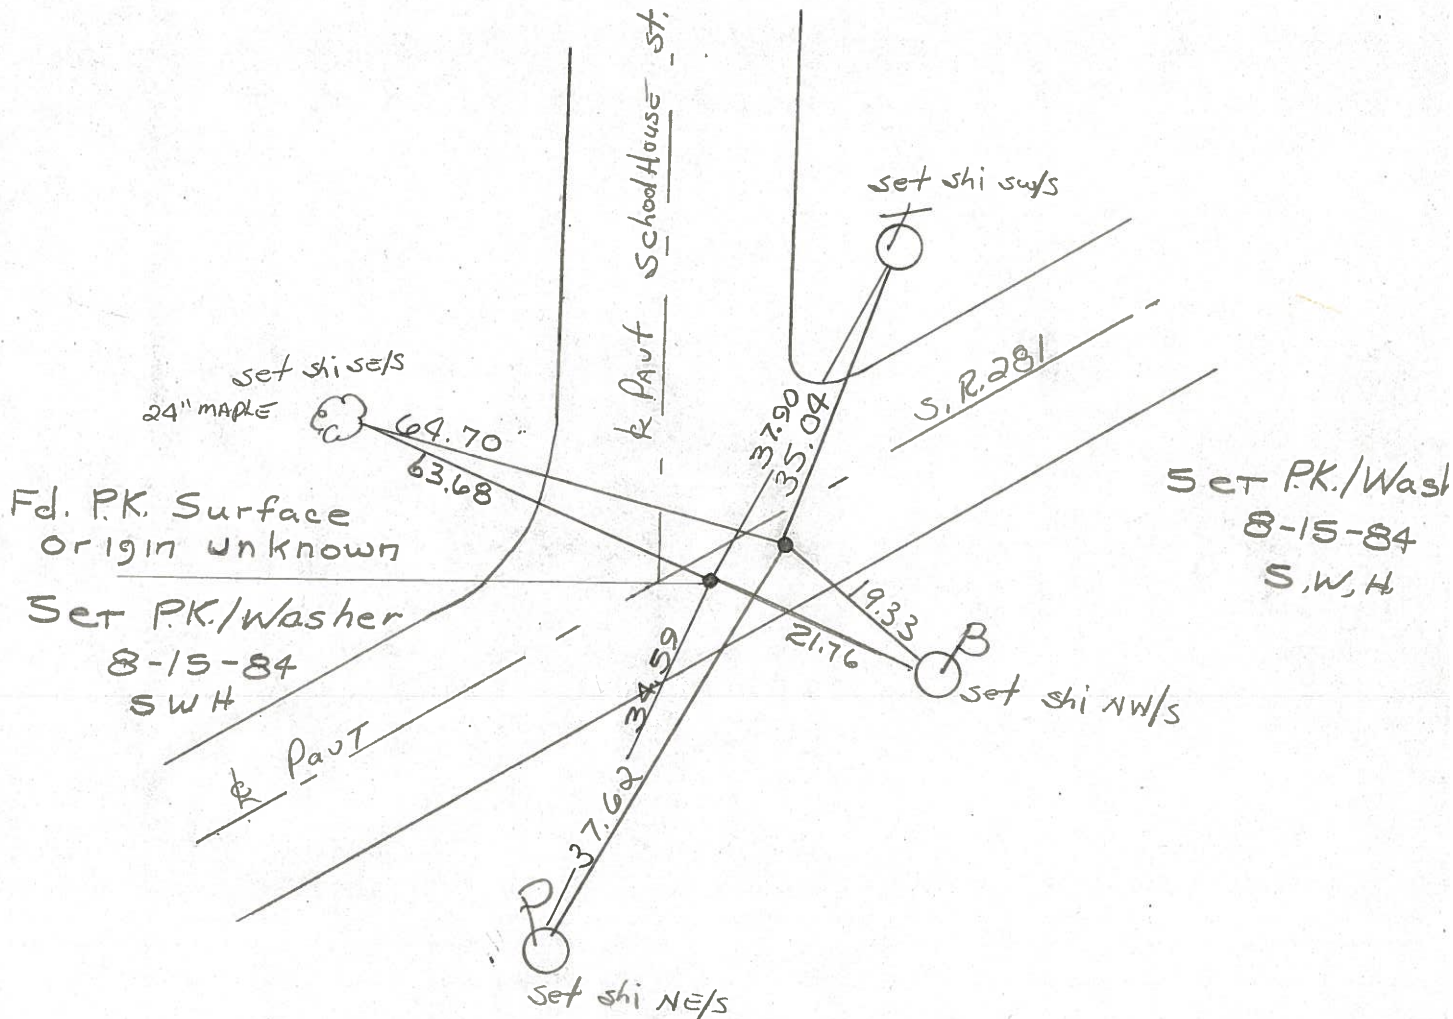 ℄ Pavt SchoolHouse St.
set shi sw/s
set shi SE/S
24" MAPLE
64.70
63.68
37.90
35.04
S.R. 281
Fd. P.K. Surface
origin unknown
Set P.K./Washer
8-15-84
SWH
Set P.K./Wash
8-15-84
S.W.H
19.33
21.76
34.59
37.62
℄ Pavt
B
set shi NW/S
P
set shi NE/S